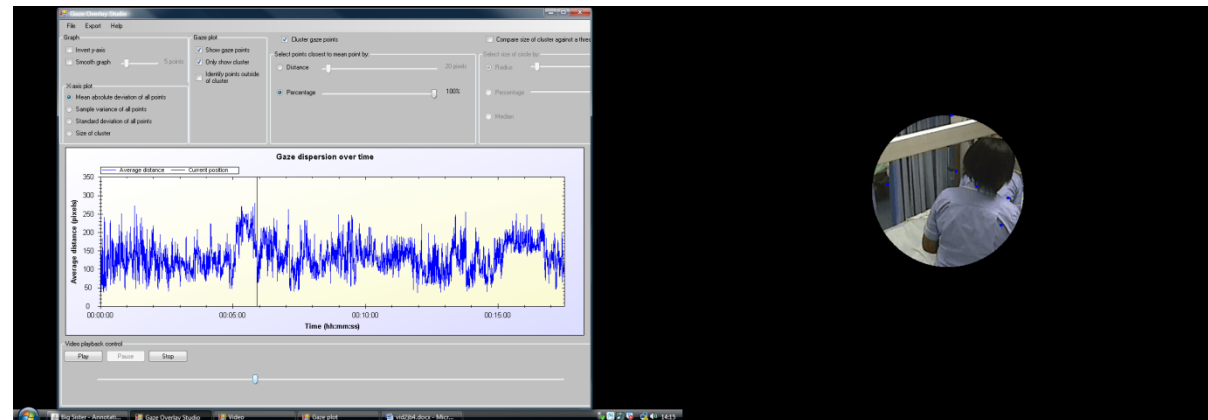 Gaze Overlay Studio
File Export Help
Graph
Invert y-axis
Smooth graph 5 points
X-axis plot
Mean absolute deviation of all points
Sample variance of all points
Standard deviation of all points
Size of cluster
Gaze plot
Show gaze points
Only show cluster
Identify points outside
of cluster
Cluster gaze points
Select points closest to mean point by:
Distance 20 pixels
Percentage 100%
Compare size of cluster against a thres
Select size of circle by:
Radius
Percentage
Median
Gaze dispersion over time
Average distance Current position
Average distance (pixels)
350
300
250
200
150
100
50
0
00:00:00 00:05:00 00:10:00 00:15:00
Time (hh:mm:ss)
Video playback control
Play Pause Stop
Big Sister - Annotati... Gaze Overlay Studio Video Gaze plot vid2jb4.docx - Micr... 14:15